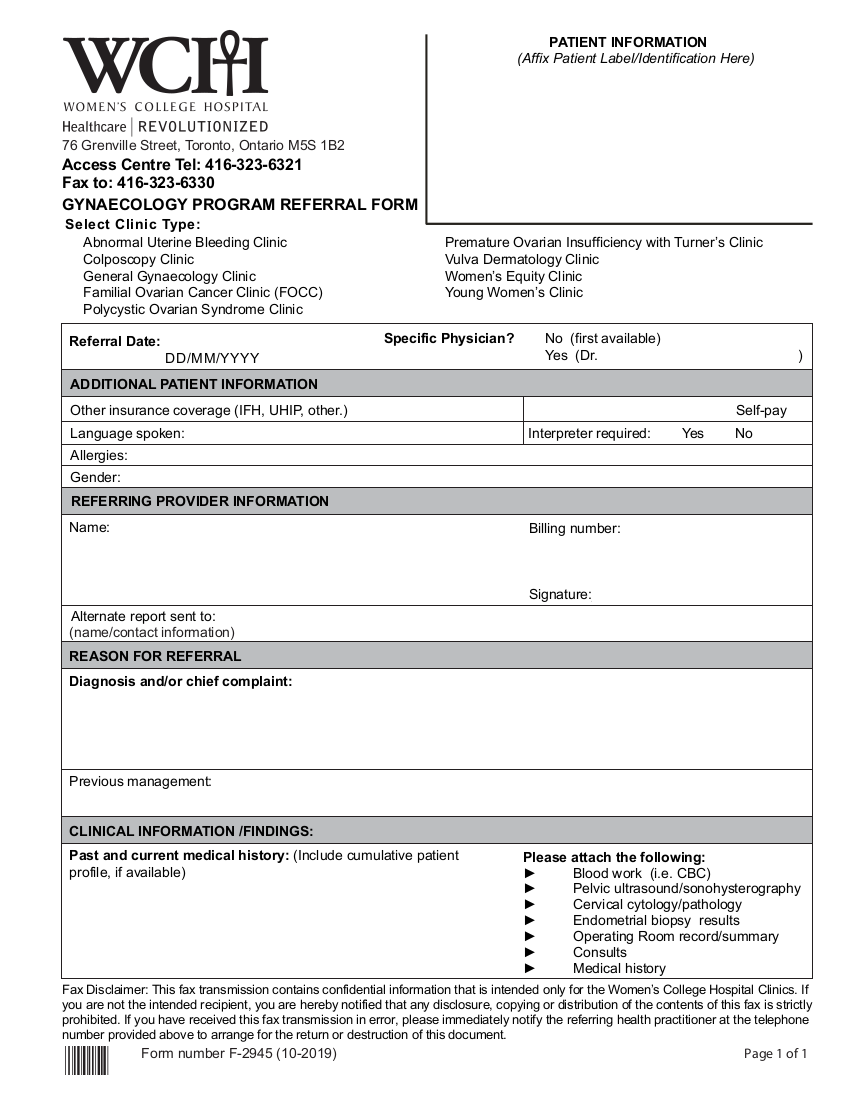 WCH
WOMEN'S COLLEGE HOSPITAL
Healthcare | REVOLUTIONIZED
76 Grenville Street, Toronto, Ontario M5S 1B2
Access Centre Tel: 416-323-6321
Fax to: 416-323-6330
GYNAECOLOGY PROGRAM REFERRAL FORM
PATIENT INFORMATION
(Affix Patient Label/Identification Here)
Select Clinic Type:
Abnormal Uterine Bleeding Clinic
Colposcopy Clinic
General Gynaecology Clinic
Familial Ovarian Cancer Clinic (FOCC)
Polycystic Ovarian Syndrome Clinic
Premature Ovarian Insufficiency with Turner's Clinic
Vulva Dermatology Clinic
Women's Equity Clinic
Young Women's Clinic
Referral Date:
DD/MM/YYYY
Specific Physician? No (first available)
Yes (Dr. )
ADDITIONAL PATIENT INFORMATION
Other insurance coverage (IFH, UHIP, other.) Self-pay
Language spoken: Interpreter required: Yes No
Allergies:
Gender:
REFERRING PROVIDER INFORMATION
Name: Billing number:
Signature:
Alternate report sent to:
(name/contact information)
REASON FOR REFERRAL
Diagnosis and/or chief complaint:
Previous management:
CLINICAL INFORMATION /FINDINGS:
Past and current medical history: (Include cumulative patient
profile, if available)
Please attach the following:
► Blood work (i.e. CBC)
► Pelvic ultrasound/sonohysterography
► Cervical cytology/pathology
► Endometrial biopsy results
► Operating Room record/summary
► Consults
► Medical history
Fax Disclaimer: This fax transmission contains confidential information that is intended only for the Women's College Hospital Clinics. If
you are not the intended recipient, you are hereby notified that any disclosure, copying or distribution of the contents of this fax is strictly
prohibited. If you have received this fax transmission in error, please immediately notify the referring health practitioner at the telephone
number provided above to arrange for the return or destruction of this document.
Form number F-2945 (10-2019) Page 1 of 1